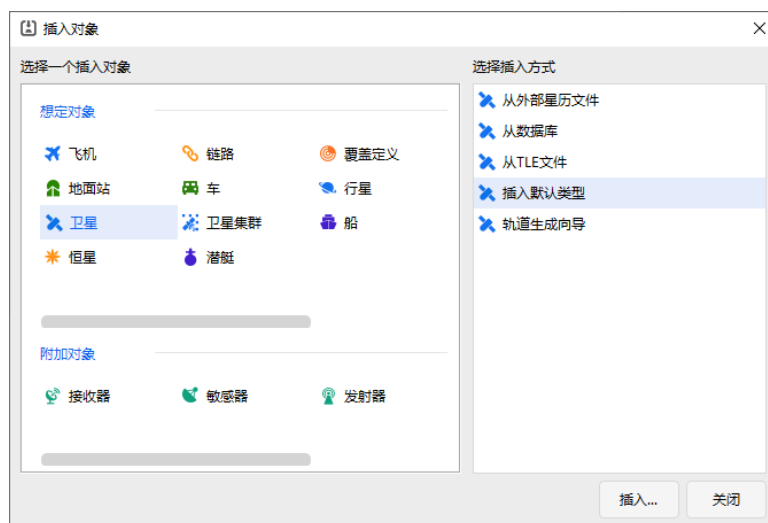 插入对象
选择一个插入对象
想定对象
飞机 链路 覆盖定义
地面站 车 行星
卫星 卫星集群 船
恒星 潜艇
附加对象
接收器 敏感器 发射器
选择插入方式
从外部星历文件
从数据库
从TLE文件
插入默认类型
轨道生成向导
插入... 关闭